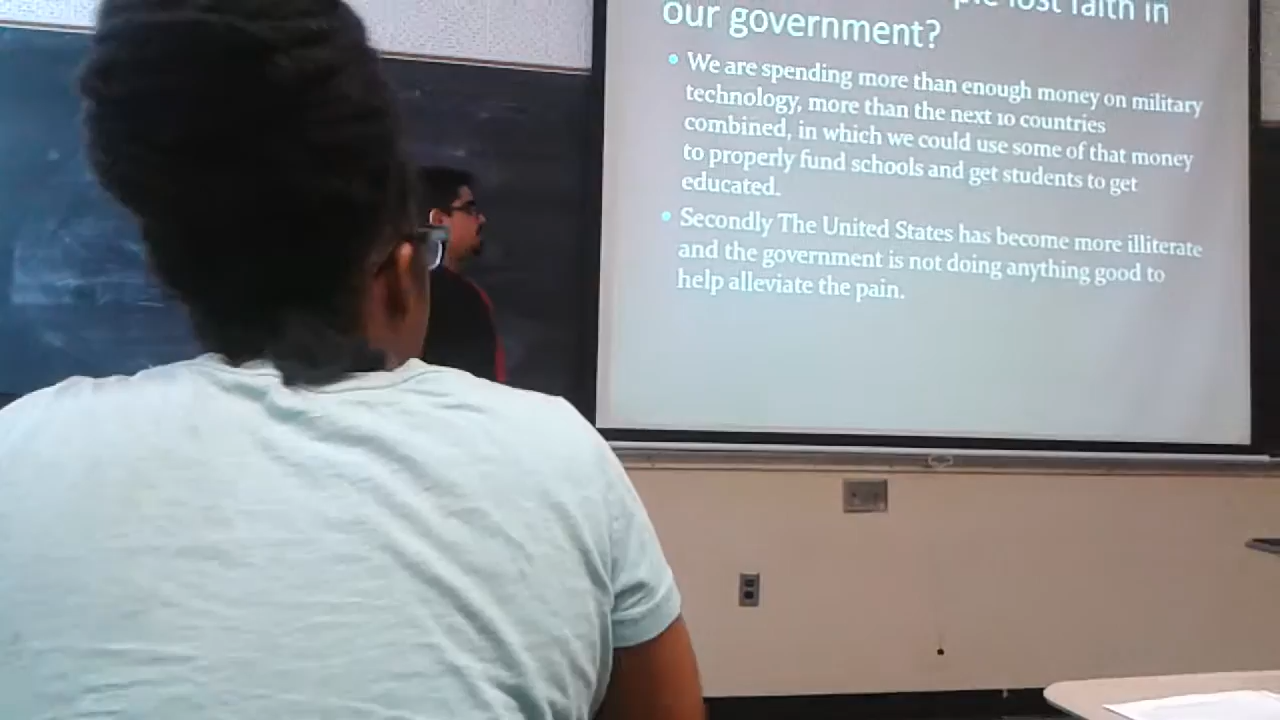 lost faith in
our government?
• We are spending more than enough money on military
technology, more than the next 10 countries
combined, in which we could use some of that money
to properly fund schools and get students to get
educated.
• Secondly The United States has become more illiterate
and the government is not doing anything good to
help alleviate the pain.